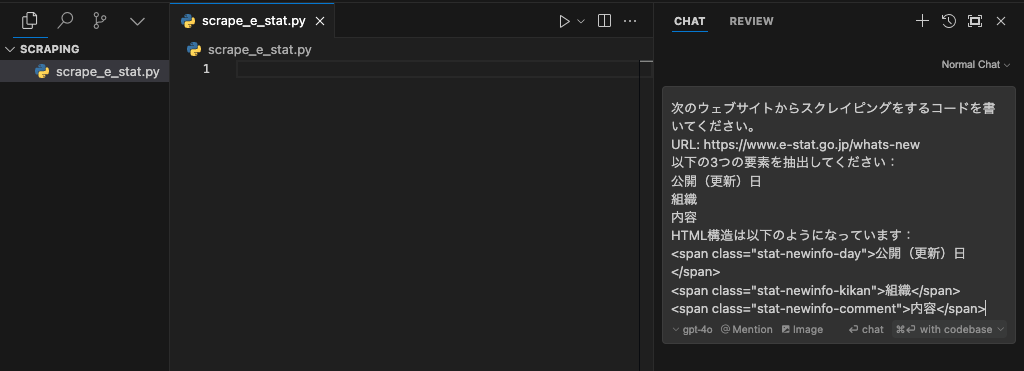 SCRAPING
scrape_e_stat.py
scrape_e_stat.py
scrape_e_stat.py
1
CHAT
REVIEW
Normal Chat
次のウェブサイトからスクレイピングをするコードを書
いてください。
URL: https://www.e-stat.go.jp/whats-new
以下の3つの要素を抽出してください：
公開（更新）日
組織
内容
HTML構造は以下のようになっています：
<span class="stat-newinfo-day">公開（更新）日
</span>
<span class="stat-newinfo-kikan">組織</span>
<span class="stat-newinfo-comment">内容</span>
gpt-4o @ Mention Image ↩ chat ⌘↩ with codebase